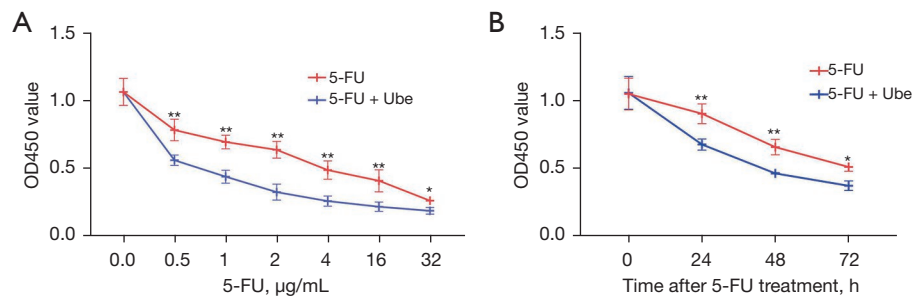 A
1.5
1.0
0.5
0.0
OD450 value
5-FU
5-FU + Ube
**
**
**
**
**
*
0.0 0.5 1 2 4 16 32
5-FU, μg/mL
B
1.5
1.0
0.5
0.0
OD450 value
5-FU
5-FU + Ube
**
**
*
0 24 48 72
Time after 5-FU treatment, h